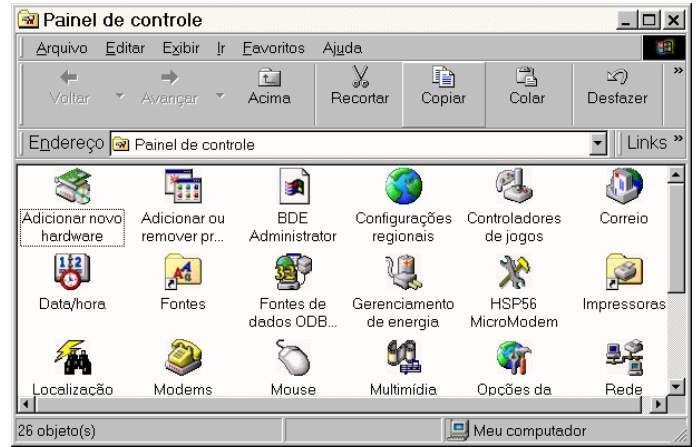 Painel de controle
Arquivo Editar Exibir Ir Favoritos Ajuda
Voltar Avançar Acima Recortar Copiar Colar Desfazer »
Endereço Painel de controle Links »
Adicionar novo hardware
Adicionar ou remover pr...
BDE Administrator
Configurações regionais
Controladores de jogos
Correio
Data/hora
Fontes
Fontes de dados ODB...
Gerenciamento de energia
HSP56 MicroModem
Impressoras
Localização
Modems
Mouse
Multimídia
Opções da
Rede
26 objeto(s)
Meu computador